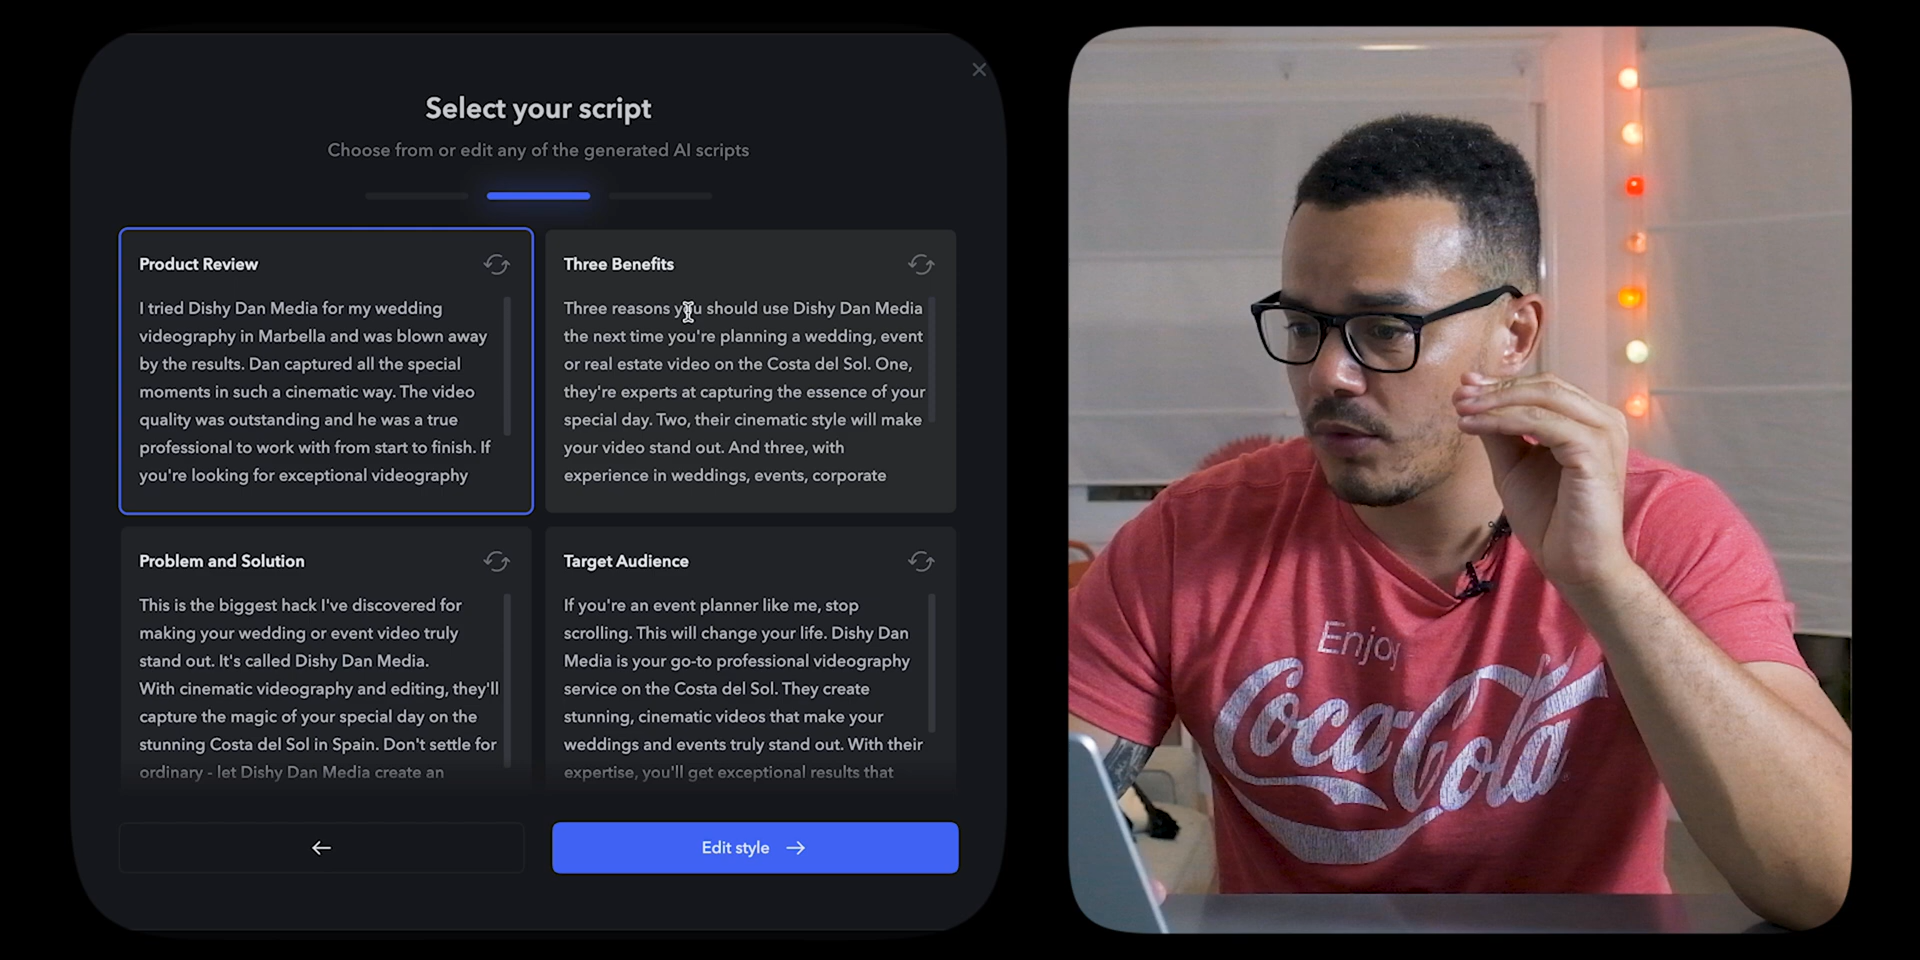 Select your script
Choose from or edit any of the generated AI scripts
Product Review
I tried Dishy Dan Media for my wedding
videography in Marbella and was blown away
by the results. Dan captured all the special
moments in such a cinematic way. The video
quality was outstanding and he was a true
professional to work with from start to finish. If
you're looking for exceptional videography
Three Benefits
Three reasons you should use Dishy Dan Media
the next time you're planning a wedding, event
or real estate video on the Costa del Sol. One,
they're experts at capturing the essence of your
special day. Two, their cinematic style will make
your video stand out. And three, with
experience in weddings, events, corporate
Problem and Solution
This is the biggest hack I've discovered for
making your wedding or event video truly
stand out. It's called Dishy Dan Media.
With cinematic videography and editing, they'll
capture the magic of your special day on the
stunning Costa del Sol in Spain. Don't settle for
ordinary - let Dishy Dan Media create an
Target Audience
If you're an event planner like me, stop
scrolling. This will change your life. Dishy Dan
Media is your go-to professional videography
service on the Costa del Sol. They create
stunning, cinematic videos that make your
weddings and events truly stand out. With their
expertise, you'll get exceptional results that
Edit style
Enjoy
Coca-Cola